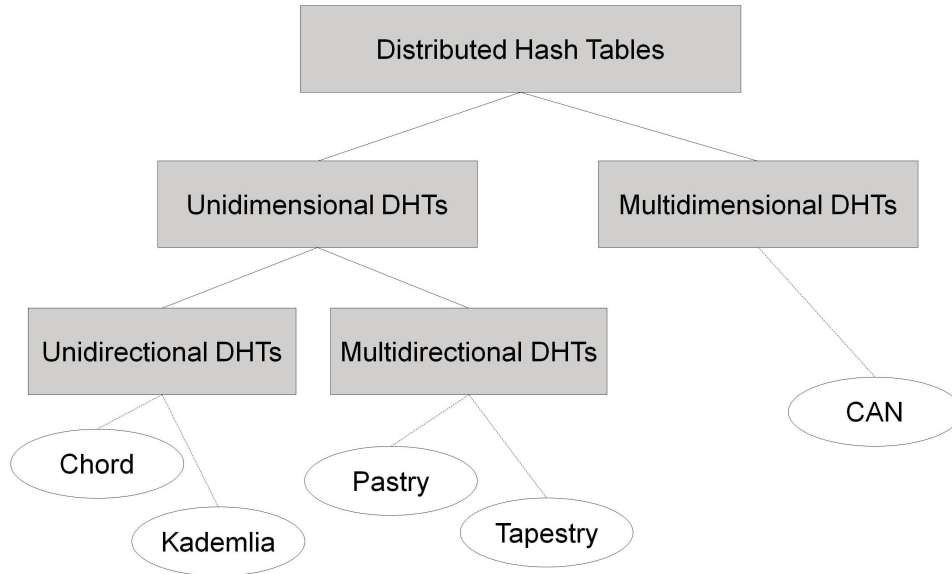 Distributed Hash Tables
Unidimensional DHTs
Multidimensional DHTs
Unidirectional DHTs
Multidirectional DHTs
CAN
Chord
Pastry
Kademlia
Tapestry